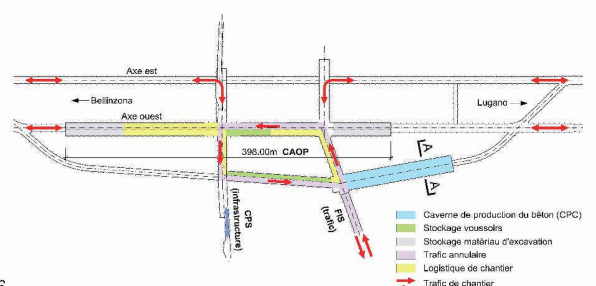 Axe est
Bellinzona
Lugano
Axe ouest
398.00m CAOP
A
A
CPS
(infrastructure)
FIS
(trafic)
Caverne de production du béton (CPC)
Stockage voussoirs
Stockage matériau d'excavation
Trafic annulaire
Logistique de chantier
Trafic de chantier